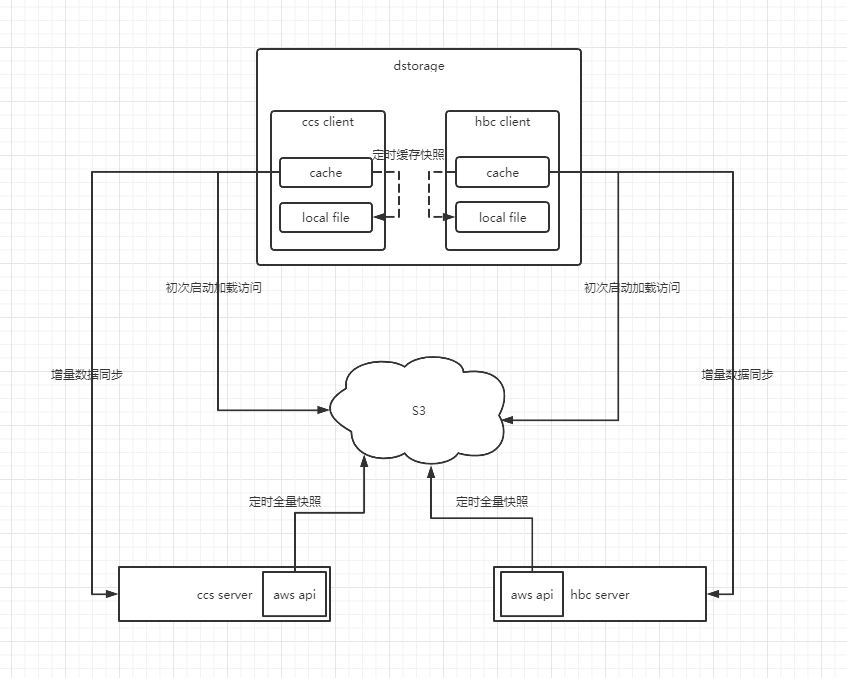 dstorage
ccs client
hbc client
定时缓存快照
cache
cache
local file
local file
初次启动加载访问
初次启动加载访问
增量数据同步
增量数据同步
S3
定时全量快照
定时全量快照
ccs server
aws api
aws api
hbc server